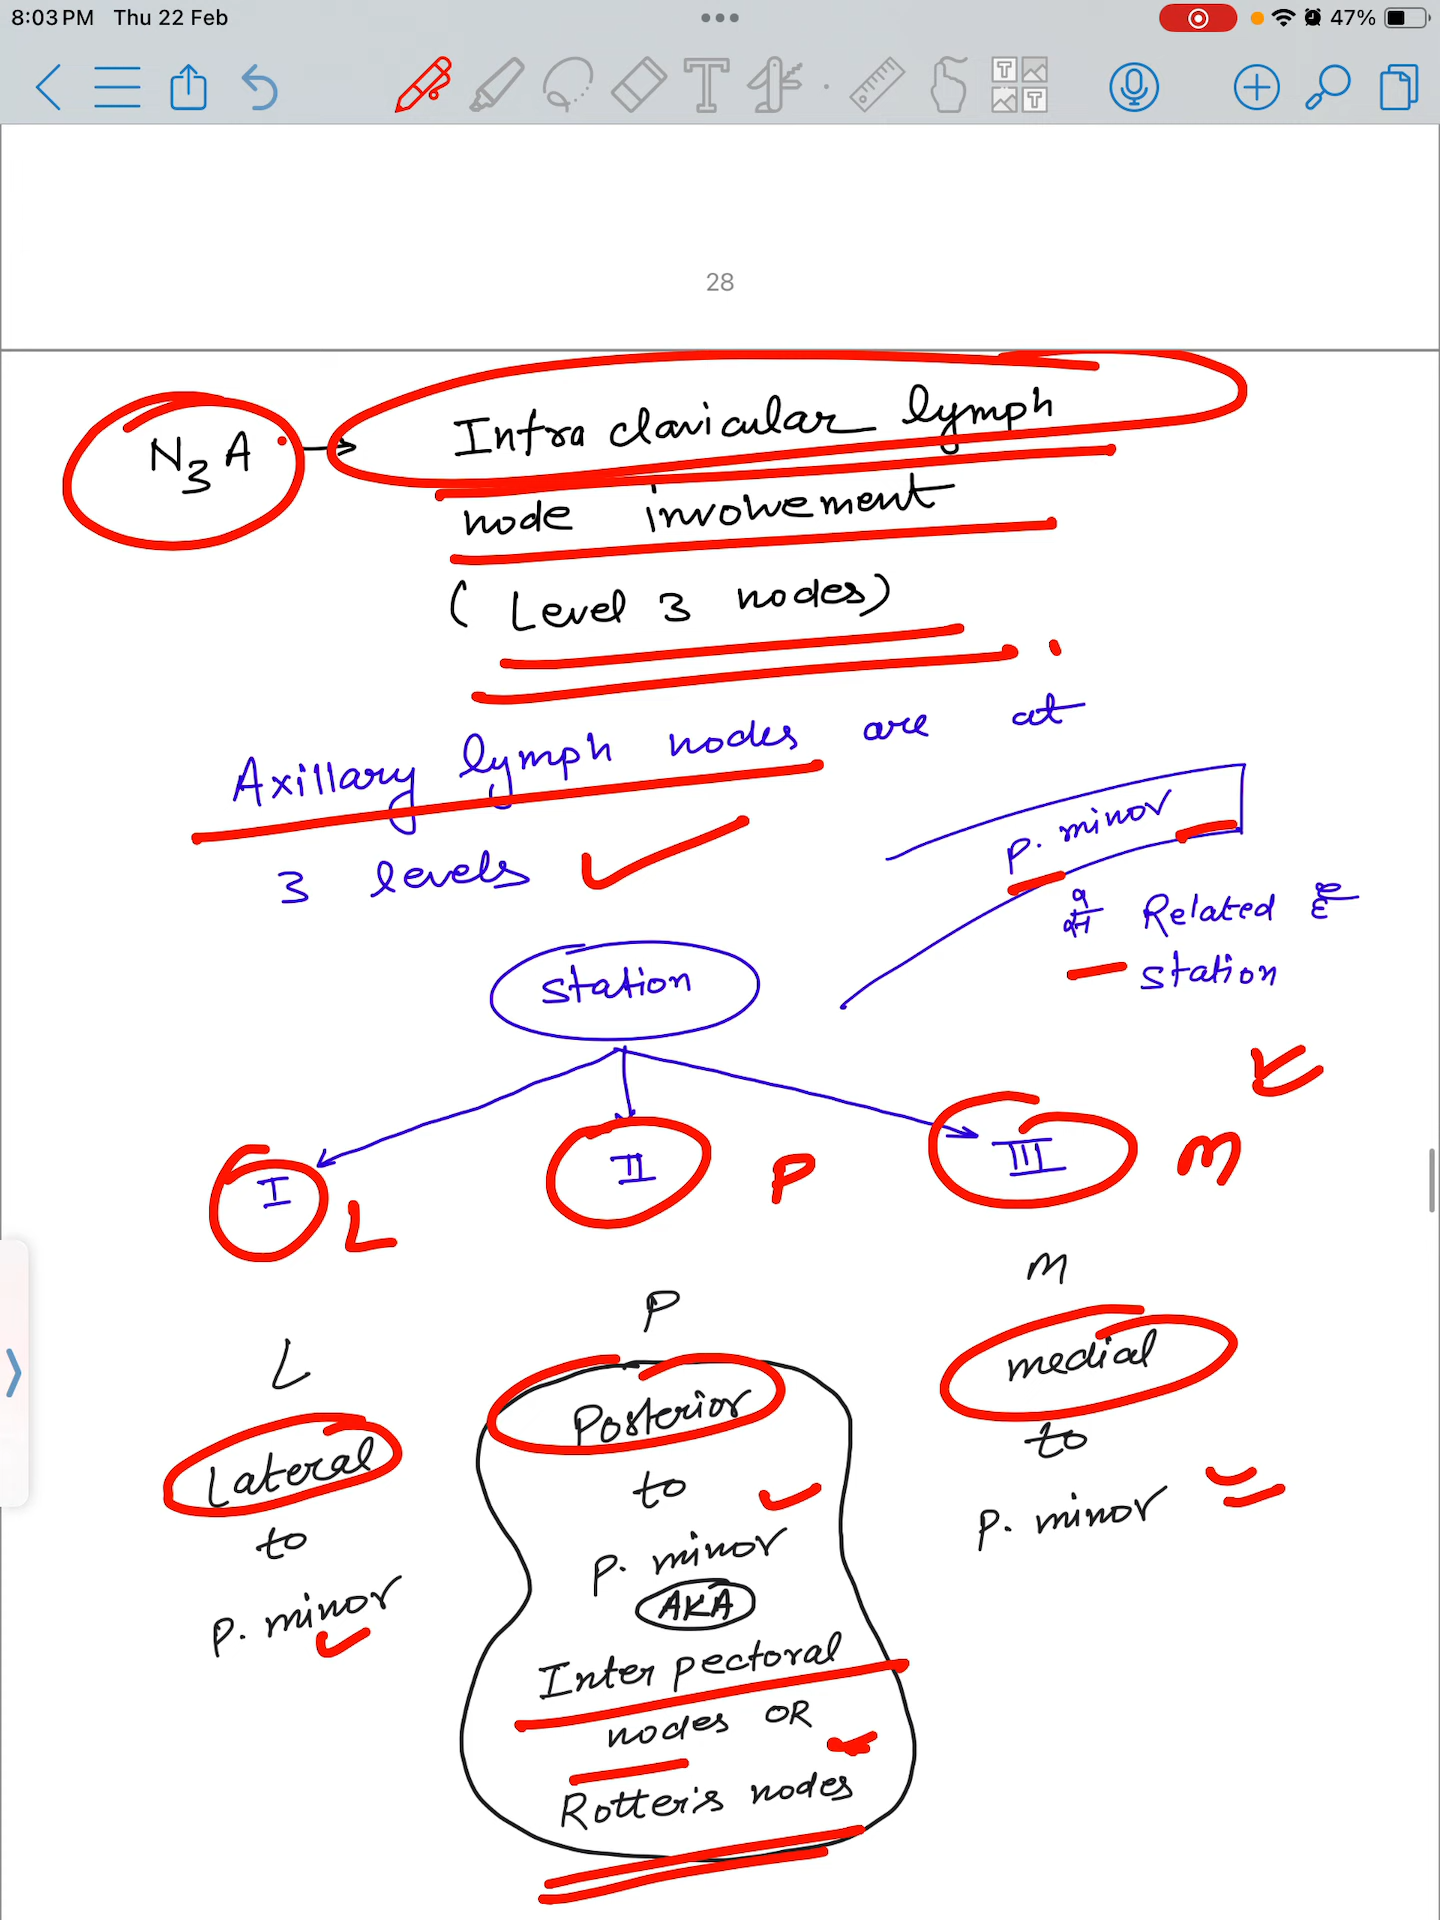 8:03 PM Thu 22 Feb
47%
28
N3A → Infra clavicular lymph
node involvement
(Level 3 nodes)
Axillary lymph nodes are at
3 levels
P. minor
Related c̄
station
station
I L
II P
III M
L
Lateral
to
P. minor
P
Posterior
to
P. minor
AKA
Inter pectoral
nodes OR
Rotter's nodes
M
medial
to
P. minor